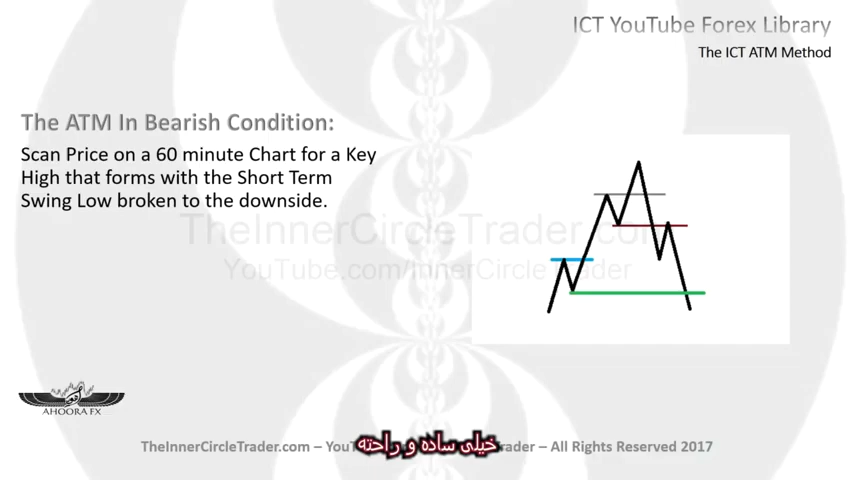 ICT YouTube Forex Library
The ICT ATM Method
The ATM In Bearish Condition:
Scan Price on a 60 minute Chart for a Key
High that forms with the Short Term
Swing Low broken to the downside.
TheInnerCircleTrader.com
YouTube.com/InnerCircleTrader
AHOORA FX
خیلی ساده و راحته
TheInnerCircleTrader.com – YouT rader – All Rights Reserved 2017